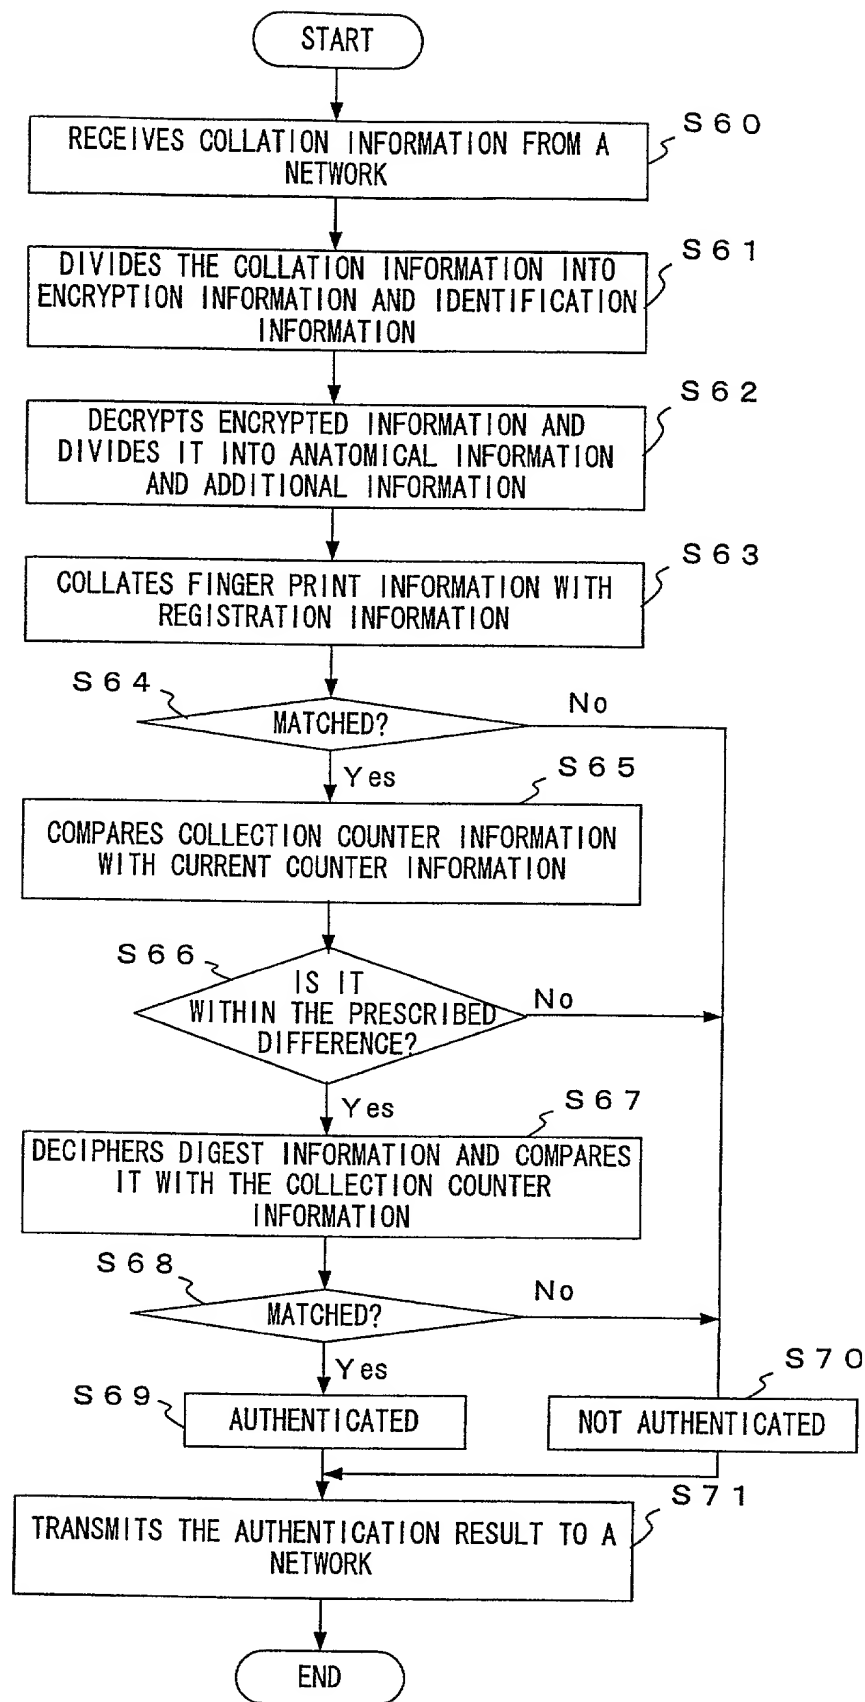 START
S60
RECEIVES COLLATION INFORMATION FROM A
NETWORK
S61
DIVIDES THE COLLATION INFORMATION INTO
ENCRYPTION INFORMATION AND IDENTIFICATION
INFORMATION
S62
DECRYPTS ENCRYPTED INFORMATION AND
DIVIDES IT INTO ANATOMICAL INFORMATION
AND ADDITIONAL INFORMATION
S63
COLLATES FINGER PRINT INFORMATION WITH
REGISTRATION INFORMATION
S64
MATCHED?
No
Yes
S65
COMPARES COLLECTION COUNTER INFORMATION
WITH CURRENT COUNTER INFORMATION
S66
IS IT
WITHIN THE PRESCRIBED
DIFFERENCE?
No
Yes
S67
DECIPHERS DIGEST INFORMATION AND COMPARES
IT WITH THE COLLECTION COUNTER
INFORMATION
S68
MATCHED?
No
Yes
S69
AUTHENTICATED
S70
NOT AUTHENTICATED
S71
TRANSMITS THE AUTHENTICATION RESULT TO A
NETWORK
END